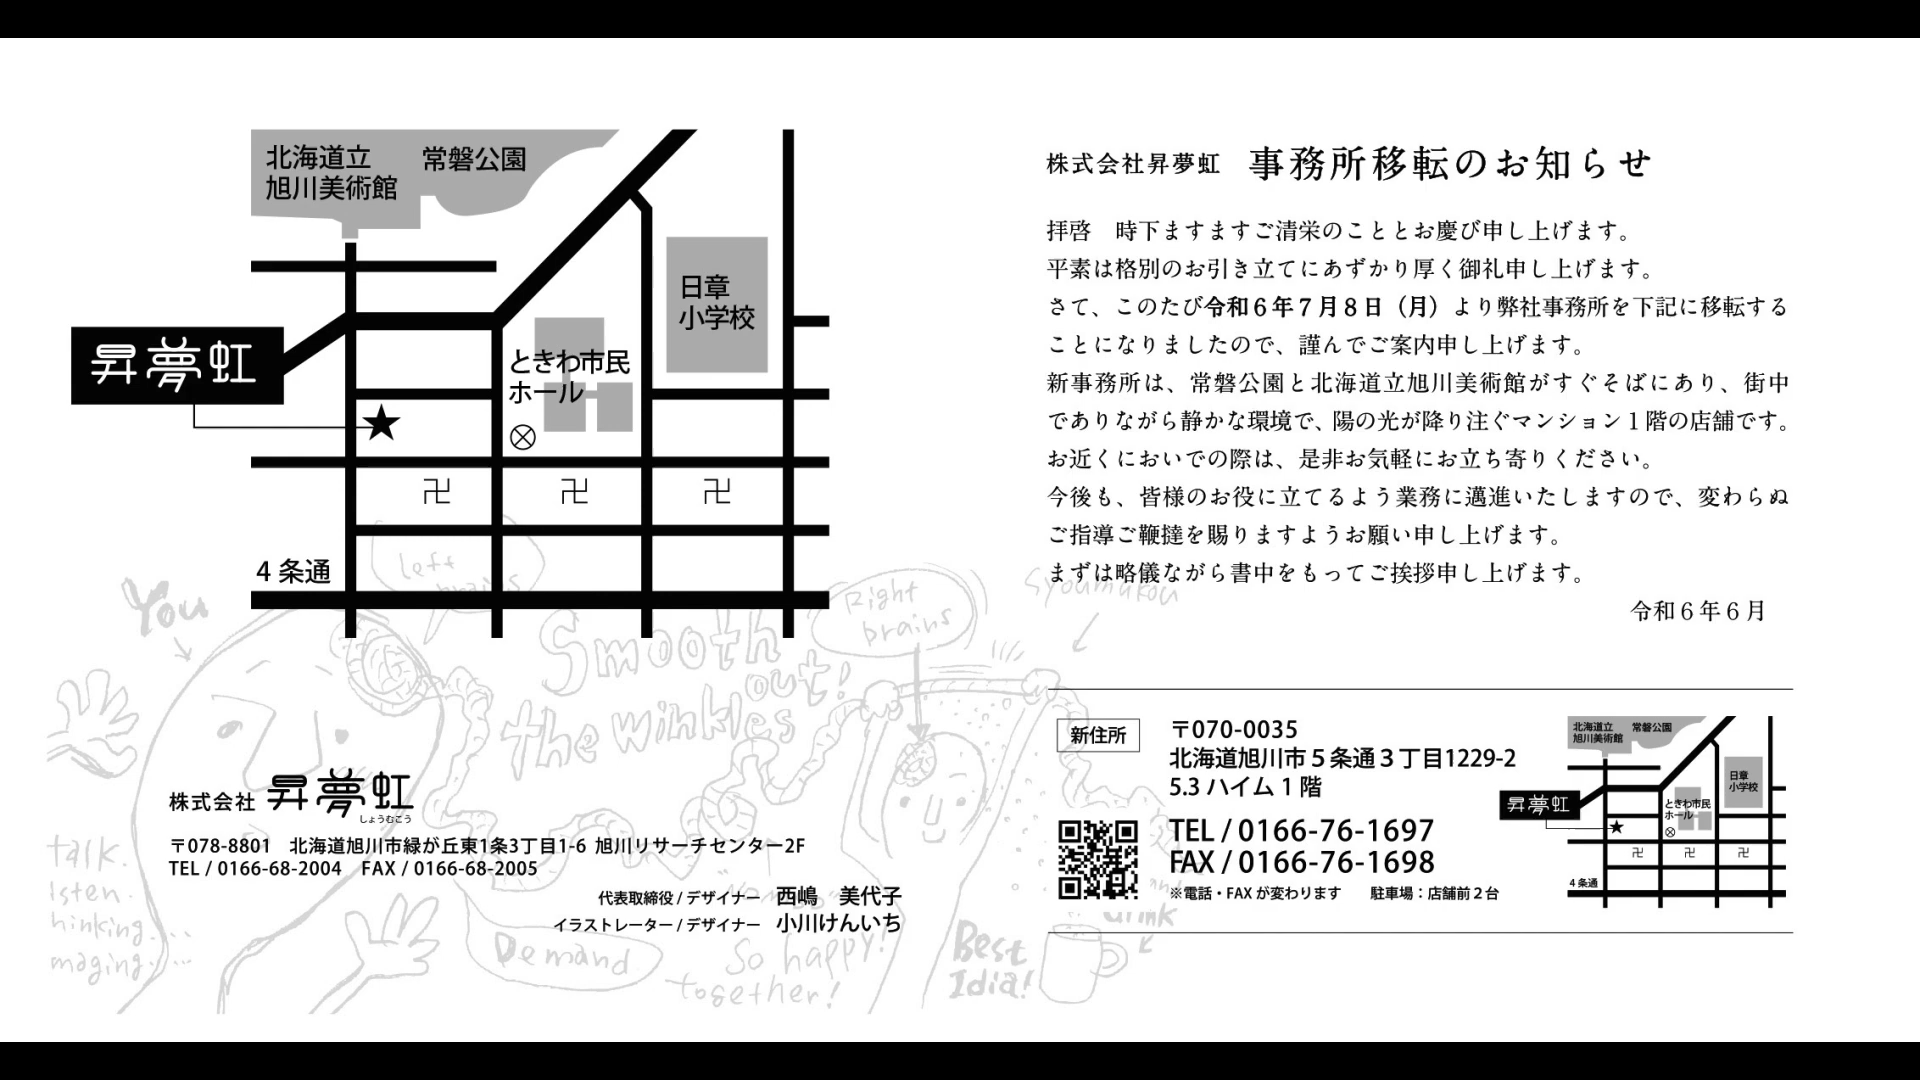 北海道立
旭川美術館
常磐公園
日章
小学校
昇夢虹
ときわ市民
ホール
卍 卍 卍
4条通
株式会社昇夢虹 事務所移転のお知らせ
拝啓　時下ますますご清栄のこととお慶び申し上げます。
平素は格別のお引き立てにあずかり厚く御礼申し上げます。
さて、このたび令和6年7月8日（月）より弊社事務所を下記に移転する
ことになりましたので、謹んでご案内申し上げます。
新事務所は、常磐公園と北海道立旭川美術館がすぐそばにあり、街中
でありながら静かな環境で、陽の光が降り注ぐマンション1階の店舗です。
お近くにおいでの際は、是非お気軽にお立ち寄りください。
今後も、皆様のお役に立てるよう業務に邁進いたしますので、変わらぬ
ご指導ご鞭撻を賜りますようお願い申し上げます。
まずは略儀ながら書中をもってご挨拶申し上げます。
令和6年6月
You
left
brains
Smooth
the winkles
out!
Right
brains
Syoumukou
talk.
Isten.
hinking....
maging....
Demand
So happy!
together!
Best
Idia!
drink
株式会社 昇夢虹
しょうむこう
〒078-8801　北海道旭川市緑が丘東1条3丁目1-6 旭川リサーチセンター2F
TEL / 0166-68-2004　FAX / 0166-68-2005
代表取締役 / デザイナー　西嶋　美代子
イラストレーター / デザイナー　小川けんいち
新住所
〒070-0035
北海道旭川市5条通3丁目1229-2
5.3ハイム1階
TEL / 0166-76-1697
FAX / 0166-76-1698
※電話・FAXが変わります　駐車場：店舗前2台
北海道立
旭川美術館
常磐公園
日章
小学校
昇夢虹
ときわ市民
ホール
卍 卍 卍
4条通